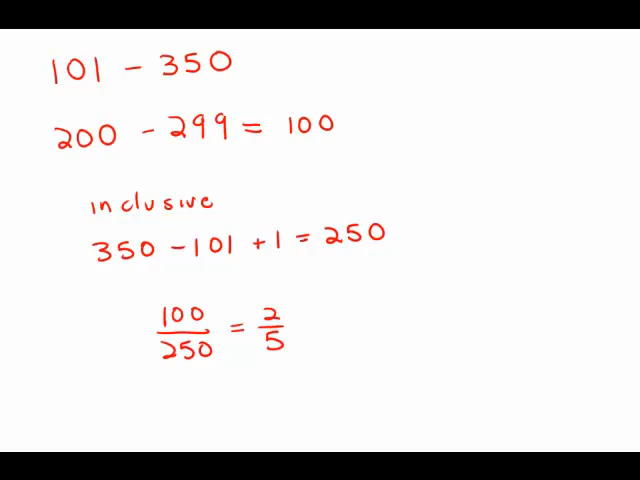 101 - 350
200 - 299 = 100
inclusive
350 - 101 + 1 = 250
100/250 = 2/5